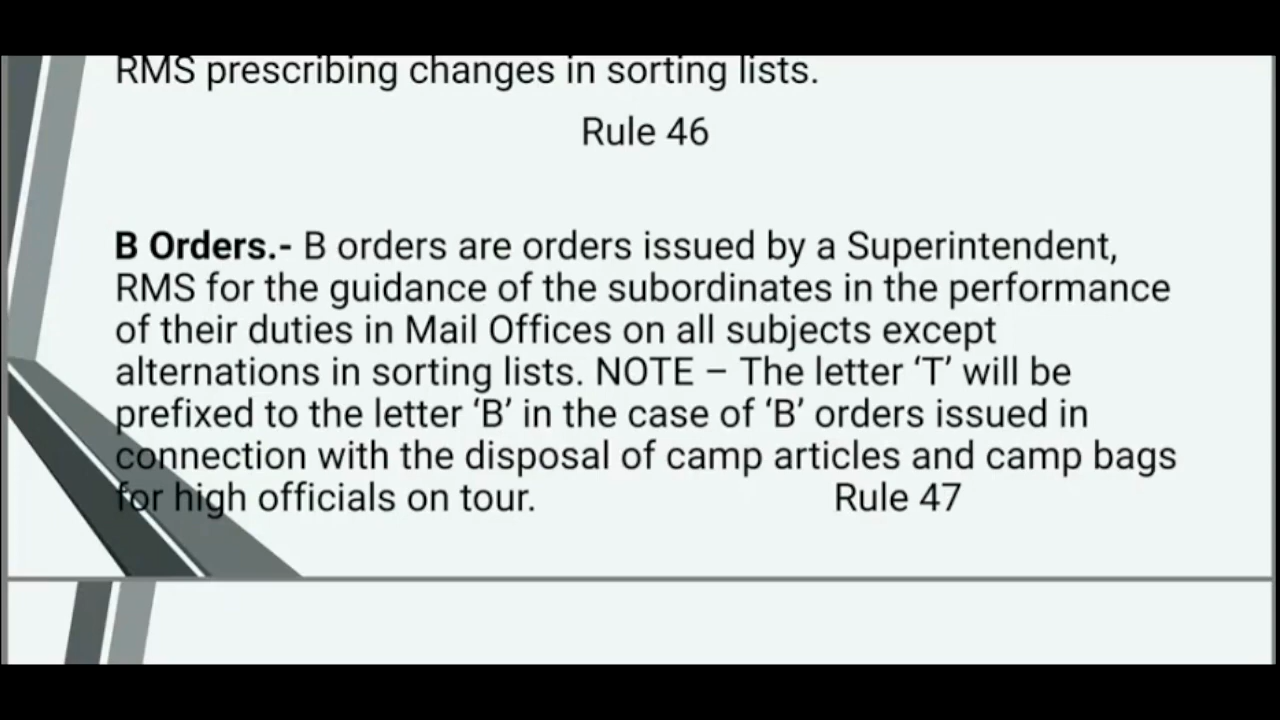 RMS prescribing changes in sorting lists.
Rule 46
B Orders.- B orders are orders issued by a Superintendent,
RMS for the guidance of the subordinates in the performance
of their duties in Mail Offices on all subjects except
alternations in sorting lists. NOTE – The letter ‘T’ will be
prefixed to the letter ‘B’ in the case of ‘B’ orders issued in
connection with the disposal of camp articles and camp bags
for high officials on tour. Rule 47